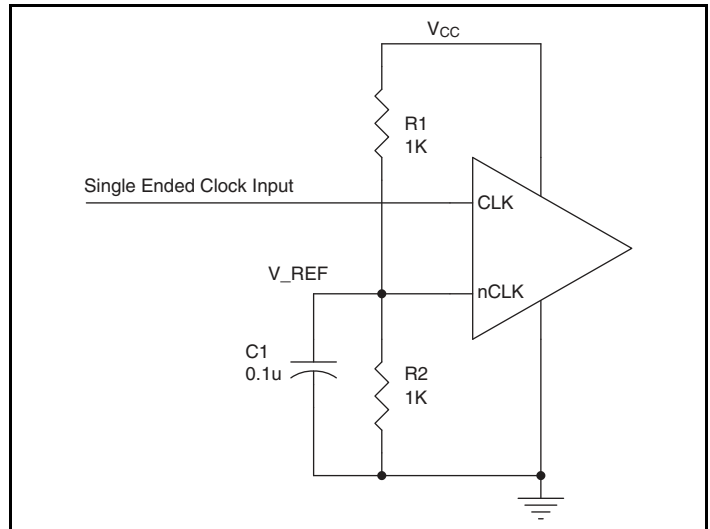 VCC
R1
1K
Single Ended Clock Input
CLK
V_REF
nCLK
C1
0.1u
R2
1K